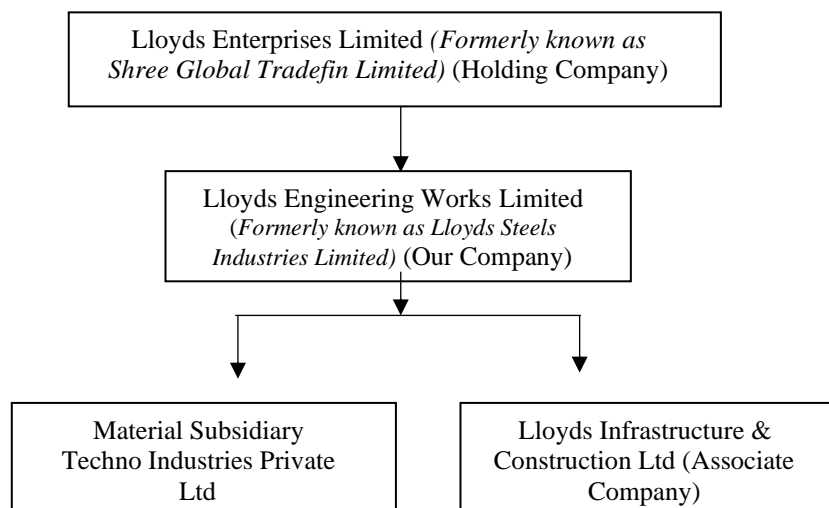 Lloyds Enterprises Limited (Formerly known as
Shree Global Tradefin Limited) (Holding Company)
Lloyds Engineering Works Limited
(Formerly known as Lloyds Steels
Industries Limited) (Our Company)
Material Subsidiary
Techno Industries Private
Ltd
Lloyds Infrastructure &
Construction Ltd (Associate
Company)